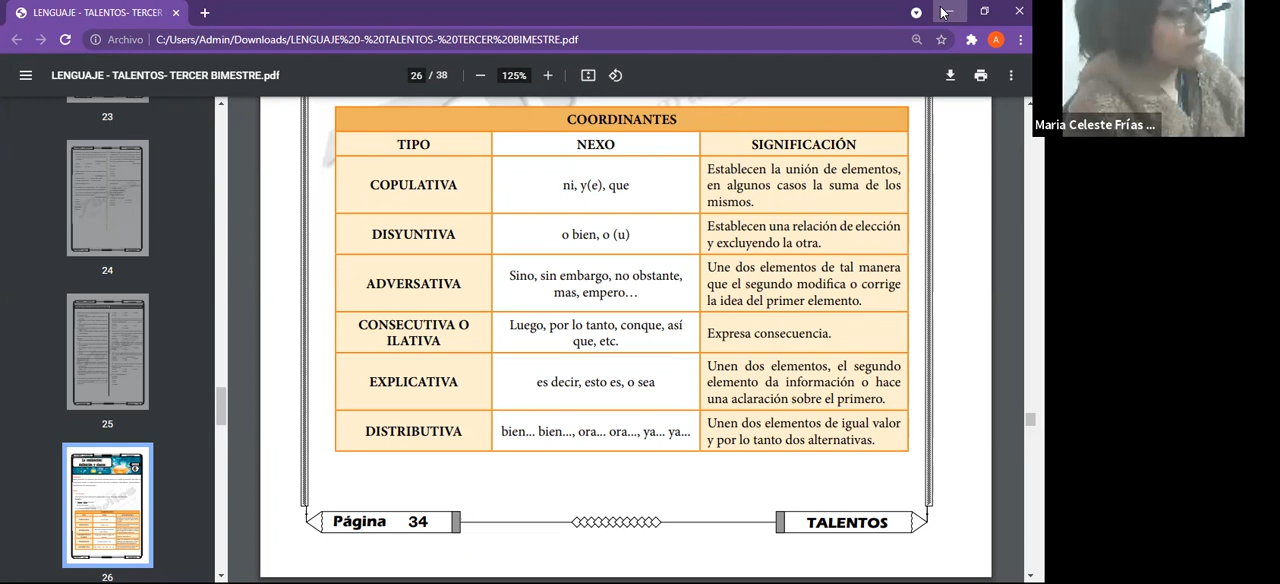 LENGUAJE - TALENTOS- TERCER
Archivo C:/Users/Admin/Downloads/LENGUAJE%20-%20TALENTOS-%20TERCER%20BIMESTRE.pdf
A
LENGUAJE - TALENTOS- TERCER BIMESTRE.pdf
26 / 38
125%
Maria Celeste Frías ...
23
24
25
26
COORDINANTES
TIPO NEXO SIGNIFICACIÓN
COPULATIVA
ni, y(e), que
Establecen la unión de elementos,
en algunos casos la suma de los
mismos.
DISYUNTIVA
o bien, o (u)
Establecen una relación de elección
y excluyendo la otra.
ADVERSATIVA
Sino, sin embargo, no obstante,
mas, empero…
Une dos elementos de tal manera
que el segundo modifica o corrige
la idea del primer elemento.
CONSECUTIVA O
ILATIVA
Luego, por lo tanto, conque, así
que, etc.
Expresa consecuencia.
EXPLICATIVA
es decir, esto es, o sea
Unen dos elementos, el segundo
elemento da información o hace
una aclaración sobre el primero.
DISTRIBUTIVA
bien... bien..., ora... ora..., ya... ya...
Unen dos elementos de igual valor
y por lo tanto dos alternativas.
Página 34
TALENTOS